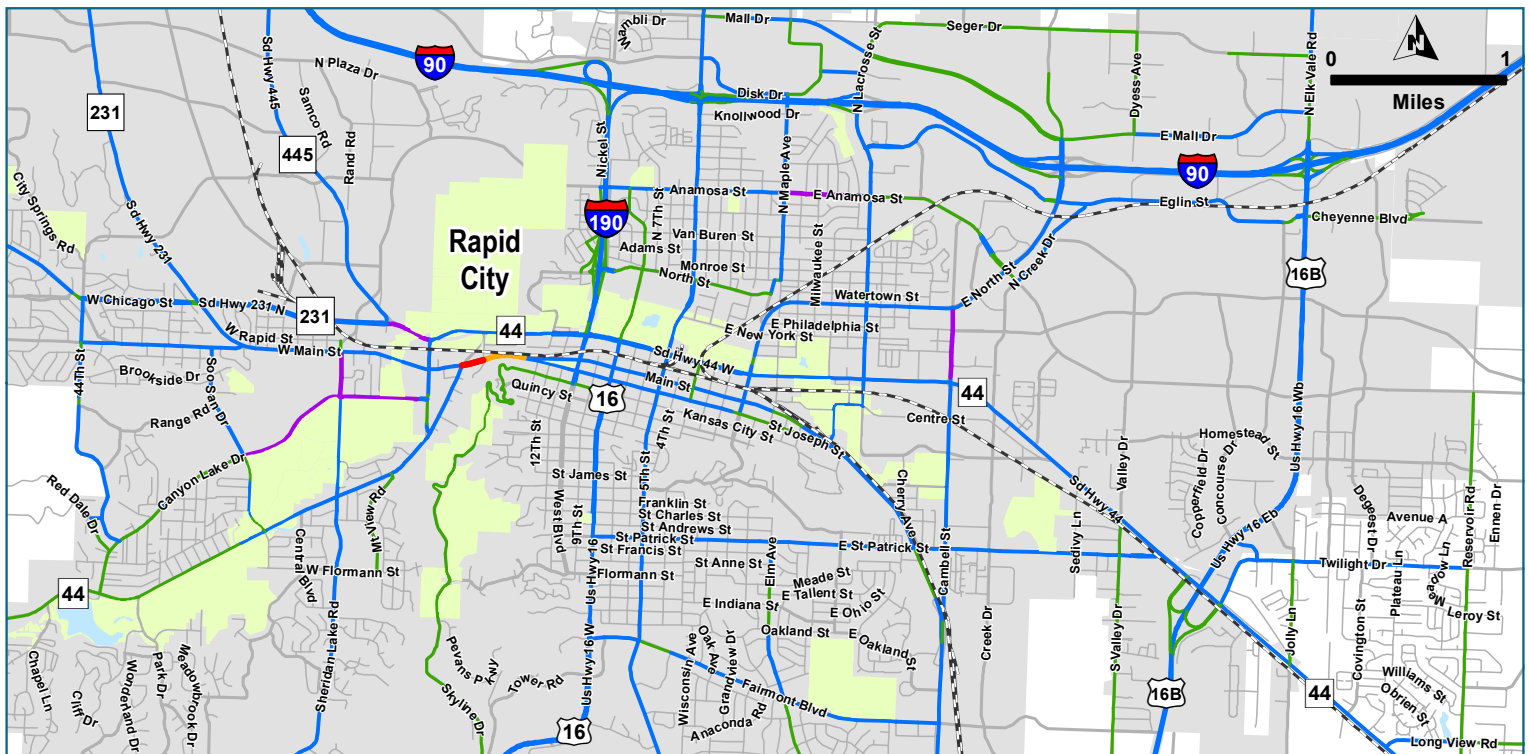 Wambli Dr
Mall Dr
Seger Dr
N
0
1
Miles
90
N Plaza Dr
Sd Hwy 445
231
Samco Rd
445
Rand Rd
Nickel St
Disk Dr
Knollwood Dr
N Lacrosse St
N Maple Ave
Dyess Ave
E Mall Dr
N Elk Vale Rd
90
Anamosa St
E Anamosa St
Eglin St
Cheyenne Blvd
City Springs Rd
Sd Hwy 231
190
Rapid
City
N 7Th St
Adams St
Van Buren St
Monroe St
North St
Milwaukee St
Watertown St
E North St
N Creek Dr
16B
W Chicago St
Sd Hwy 231 N
231
W Rapid St
W Main St
44
E New York St
E Philadelphia St
Sd Hwy 44 W
Main St
44Th St
Brookside Dr
Soo San Dr
Range Rd
Quincy St
16
4Th St
Kansas City St
St Joseph St
44
Centre St
Us Hwy 16 Wb
12Th St
Canyon Lake Dr
Red Dale Dr
Mt View Rd
St James St
West Blvd
9Th St
5Th St
Franklin St
St Charles St
St Andrews St
St Patrick St
St Francis St
Flormann St
St Anne St
Elm Ave
Cherry Ave
E St Patrick St
Cambell St
Sedivy Ln
Valley Dr
Sd Hwy 44
Copperfield Dr
Concourse Dr
Homestead St
Us Hwy 16 Eb
Degeest Dr
Avenue A
Reservoir Rd
Ennen Dr
Twilight Dr
Plateau Ln
Meadow Ln
Leroy St
Central Blvd
W Flormann St
44
Us Hwy 16
Meade St
E Tallent St
E Indiana St
E Ohio St
Oakland St
E Oakland St
Creek Dr
S Valley Dr
Jolly Ln
Covington St
Williams St
Obrien St
Chapel Ln
Cliff Dr
Wonderland Dr
Park Dr
Meadowbrook Dr
Sheridan Lake Rd
Pevans Pkwy
Skyline Dr
Tower Rd
Us Hwy 16 W
16
Wisconsin Ave
Oak Ave
Grandview Dr
Anaconda Rd
Fairmont Blvd
16B
44
Long View Rd